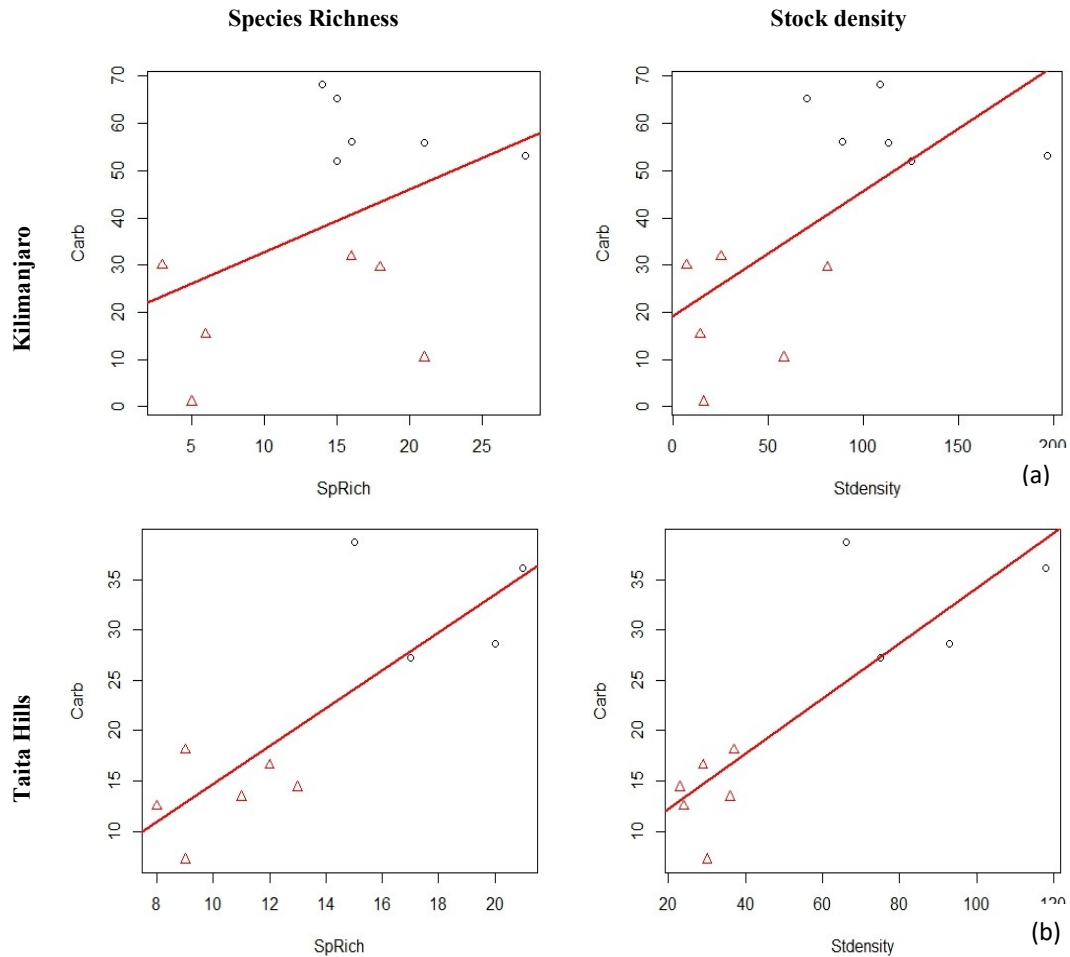 Species Richness
Stock density
Kilimanjaro
Carb
0 10 20 30 40 50 60 70
5 10 15 20 25
SpRich
Carb
0 10 20 30 40 50 60 70
0 50 100 150 200
Stdensity
(a)
Taita Hills
Carb
10 15 20 25 30 35
8 10 12 14 16 18 20
SpRich
Carb
10 15 20 25 30 35
20 40 60 80 100 120
Stdensity
(b)